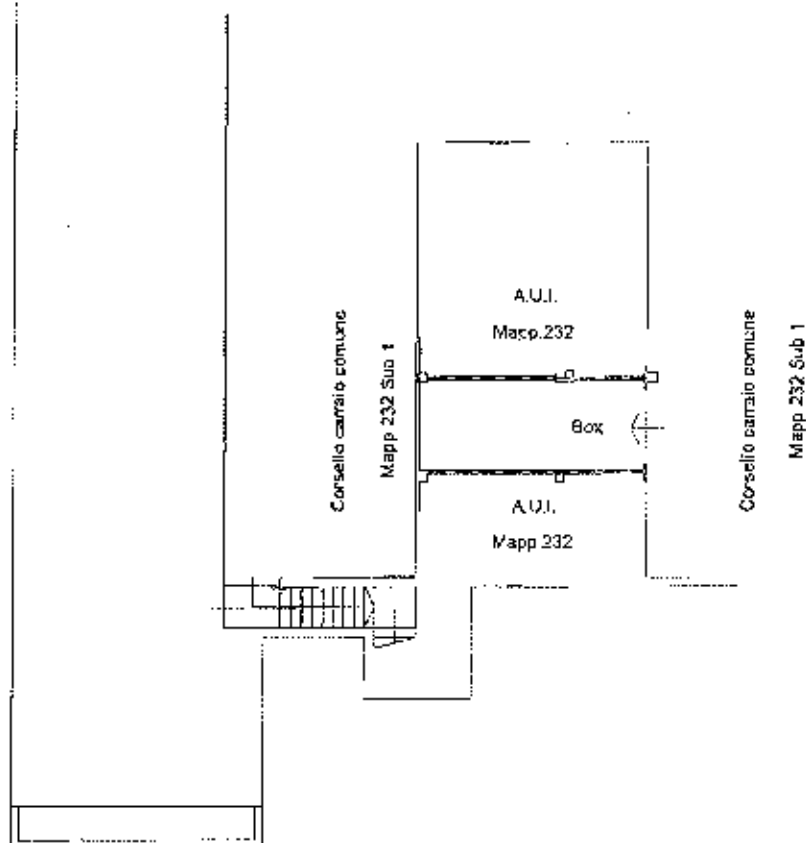 A.U.I.
Mapp.232
Corsello carraio comune
Mapp 232 Sub 1
Box
Corsello carraio comune
Mapp 232 Sub 1
A.U.I.
Mapp.232